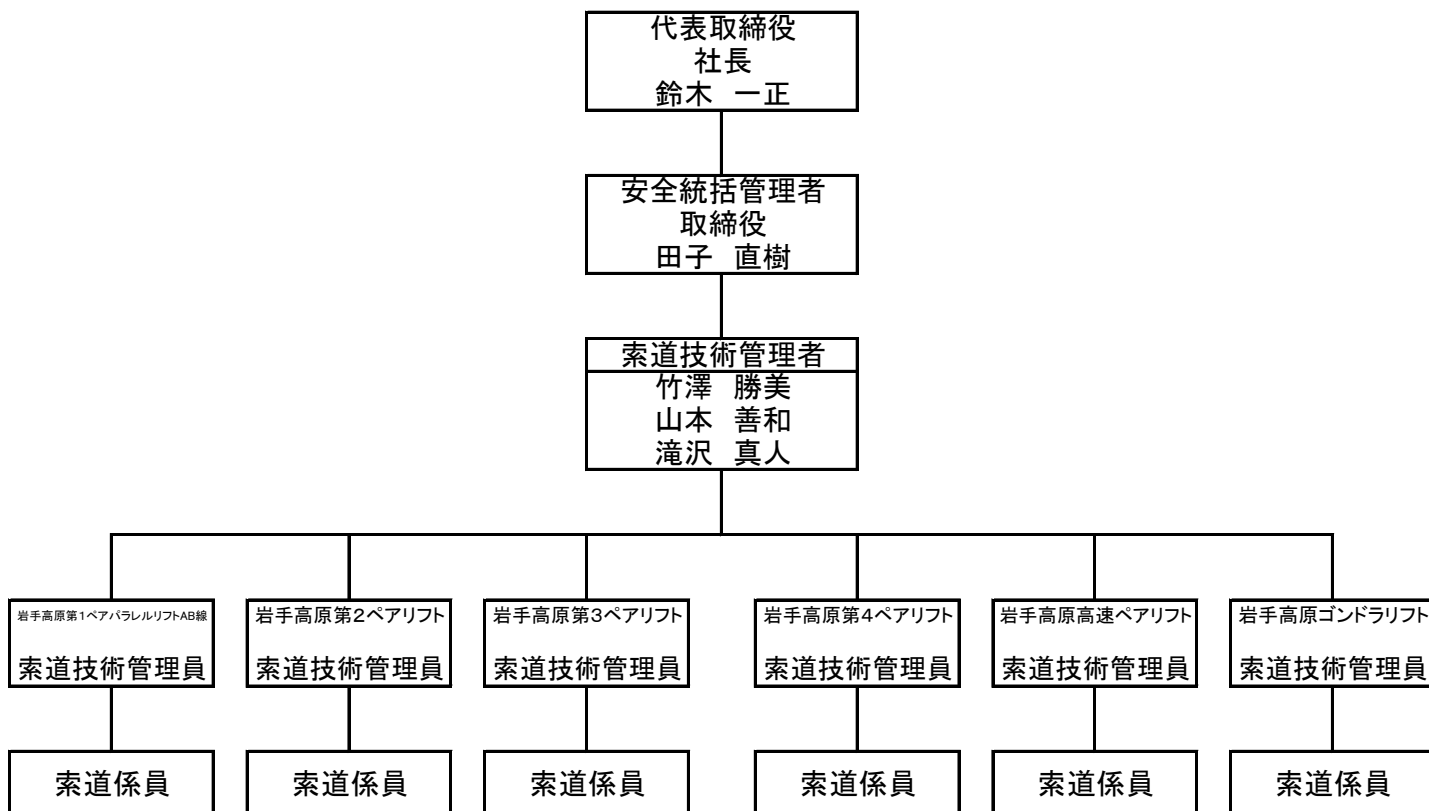 代表取締役
社長
鈴木 一正
安全統括管理者
取締役
田子 直樹
索道技術管理者
竹澤 勝美
山本 善和
滝沢 真人
岩手高原第1ペアパラレルリフトAB線
索道技術管理員
岩手高原第2ペアリフト
索道技術管理員
岩手高原第3ペアリフト
索道技術管理員
岩手高原第4ペアリフト
索道技術管理員
岩手高原高速ペアリフト
索道技術管理員
岩手高原ゴンドラリフト
索道技術管理員
索道係員
索道係員
索道係員
索道係員
索道係員
索道係員